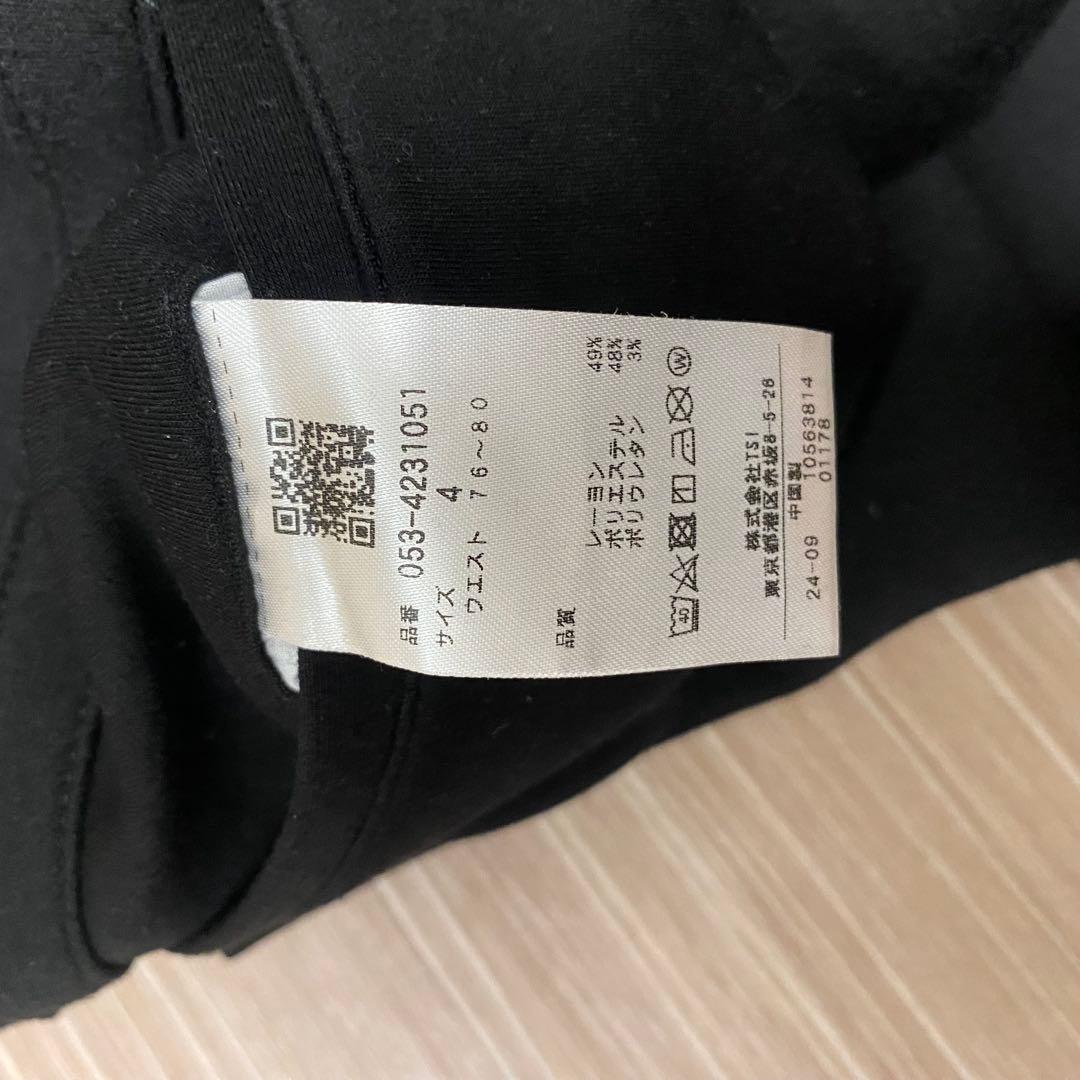 品番 053-4231051
サイズ 4
ウエスト 76～80
品質
レーヨン 49%
ポリエステル 48%
ポリウレタン 3%
40
W
株式会社TSI
東京都港区赤坂8-5-28
中国製
24-09 10563814
01178